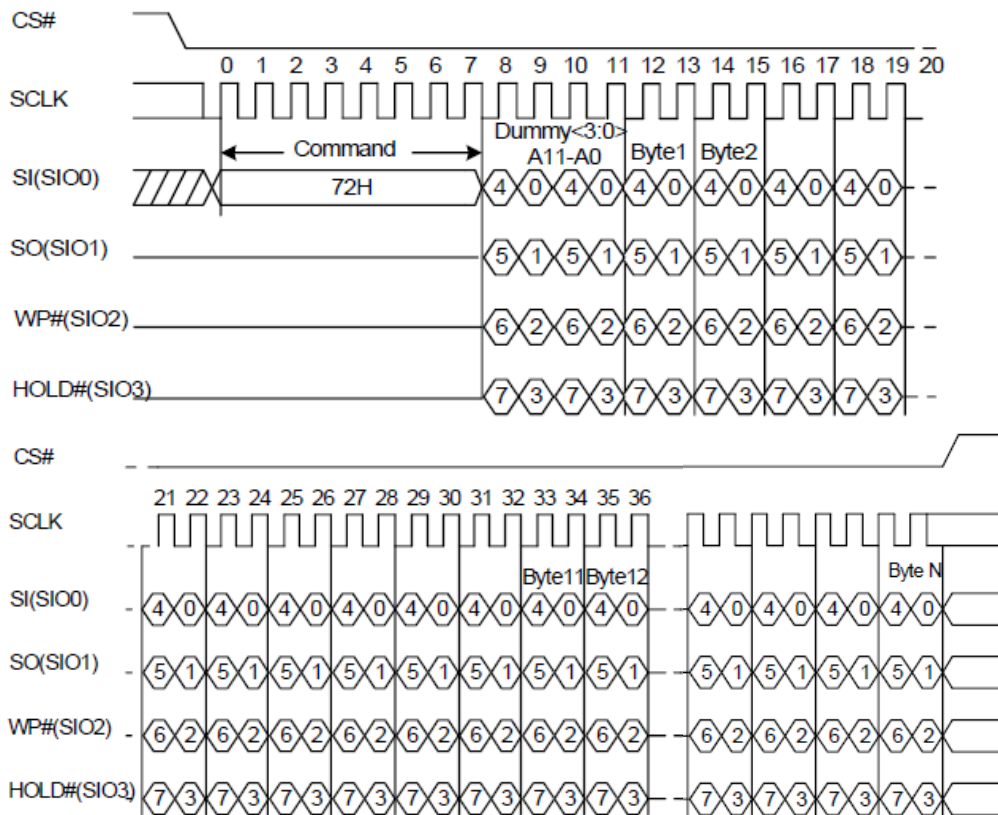 CS#
0 1 2 3 4 5 6 7 8 9 10 11 12 13 14 15 16 17 18 19 20
SCLK
Dummy<3:0>
Command A11-A0 Byte1 Byte2
SI(SIO0) 72H 4 0 4 0 4 0 4 0 4 0 4 0
SO(SIO1) 5 1 5 1 5 1 5 1 5 1 5 1
WP#(SIO2) 6 2 6 2 6 2 6 2 6 2 6 2
HOLD#(SIO3) 7 3 7 3 7 3 7 3 7 3 7 3
CS#
21 22 23 24 25 26 27 28 29 30 31 32 33 34 35 36
SCLK
Byte11 Byte12 Byte N
SI(SIO0) 4 0 4 0 4 0 4 0 4 0 4 0 4 0 4 0 4 0 4 0 4 0 4 0
SO(SIO1) 5 1 5 1 5 1 5 1 5 1 5 1 5 1 5 1 5 1 5 1 5 1 5 1
WP#(SIO2) 6 2 6 2 6 2 6 2 6 2 6 2 6 2 6 2 6 2 6 2 6 2 6 2
HOLD#(SIO3) 7 3 7 3 7 3 7 3 7 3 7 3 7 3 7 3 7 3 7 3 7 3 7 3